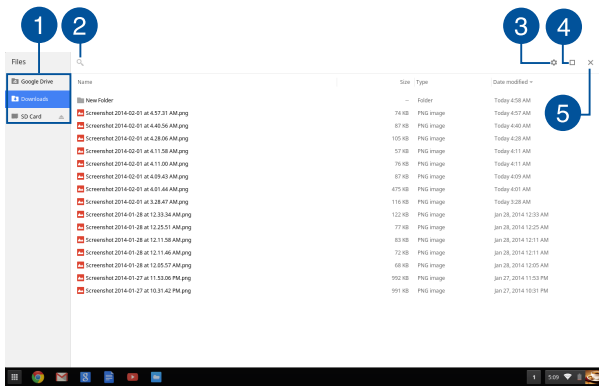 1 2 3 4
Files
Google Drive
Downloads
SD Card
5
Name Size Type Date modified
New Folder -- Folder Today 4:58 AM
Screenshot 2014-02-01 at 4.57.31 AM.png 74 KB PNG image Today 4:57 AM
Screenshot 2014-02-01 at 4.40.56 AM.png 87 KB PNG image Today 4:40 AM
Screenshot 2014-02-01 at 4.28.06 AM.png 105 KB PNG image Today 4:28 AM
Screenshot 2014-02-01 at 4.11.58 AM.png 57 KB PNG image Today 4:11 AM
Screenshot 2014-02-01 at 4.11.00 AM.png 76 KB PNG image Today 4:11 AM
Screenshot 2014-02-01 at 4.09.43 AM.png 87 KB PNG image Today 4:09 AM
Screenshot 2014-02-01 at 4.01.44 AM.png 475 KB PNG image Today 4:01 AM
Screenshot 2014-02-01 at 3.28.47 AM.png 116 KB PNG image Today 3:28 AM
Screenshot 2014-01-28 at 12.33.34 AM.png 122 KB PNG image Jan 28, 2014 12:33 AM
Screenshot 2014-01-28 at 12.25.51 AM.png 77 KB PNG image Jan 28, 2014 12:25 AM
Screenshot 2014-01-28 at 12.11.58 AM.png 83 KB PNG image Jan 28, 2014 12:11 AM
Screenshot 2014-01-28 at 12.11.46 AM.png 72 KB PNG image Jan 28, 2014 12:11 AM
Screenshot 2014-01-28 at 12.05.57 AM.png 68 KB PNG image Jan 28, 2014 12:05 AM
Screenshot 2014-01-27 at 11.53.06 PM.png 992 KB PNG image Jan 27, 2014 11:53 PM
Screenshot 2014-01-27 at 10.31.42 PM.png 991 KB PNG image Jan 27, 2014 10:31 PM
8 1 5:09